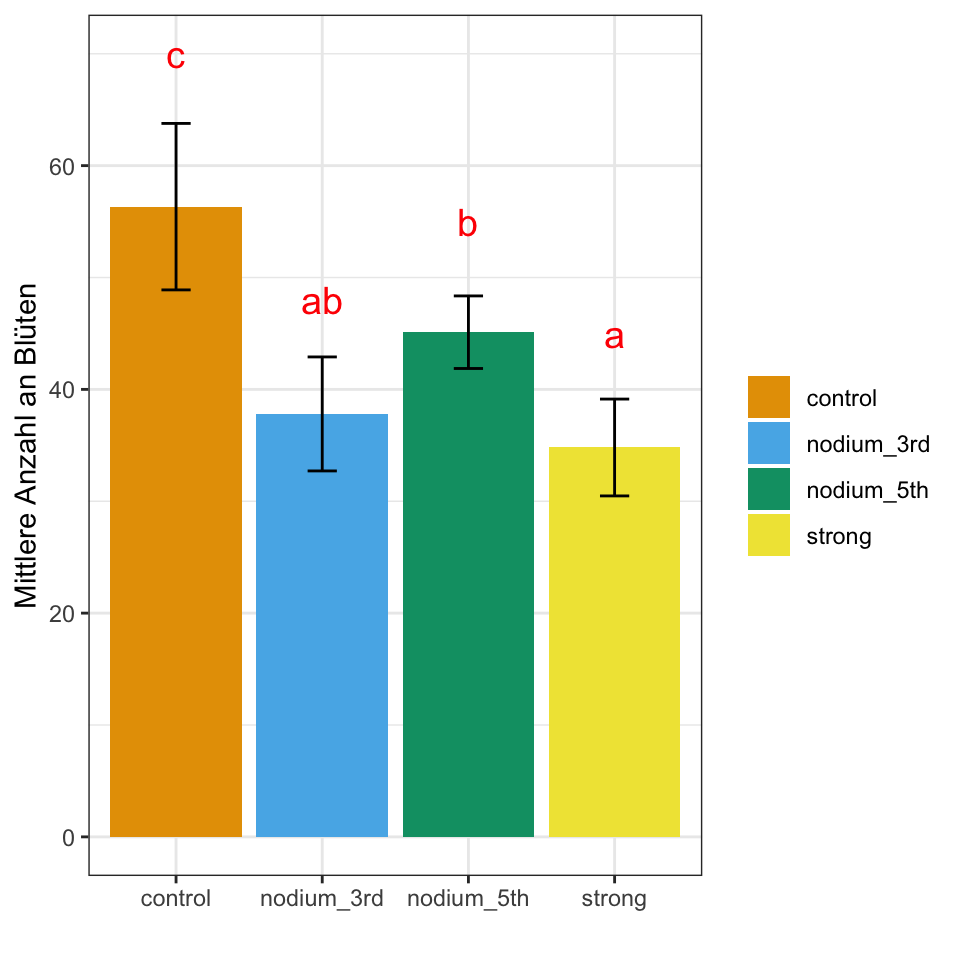 c
60
b
ab
a
40
20
0
Mittlere Anzahl an Blüten
control
nodium_3rd
nodium_5th
strong
control
nodium_3rd
nodium_5th
strong